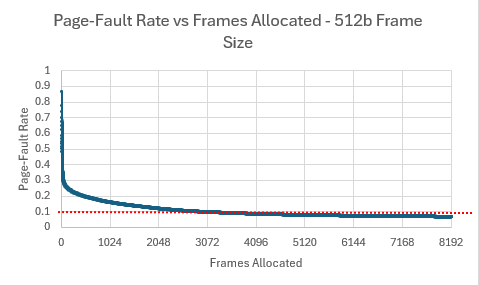 Page-Fault Rate vs Frames Allocated - 512b Frame
Size
1
0.9
0.8
0.7
0.6
0.5
0.4
0.3
0.2
0.1
0
Page-Fault Rate
0 1024 2048 3072 4096 5120 6144 7168 8192
Frames Allocated